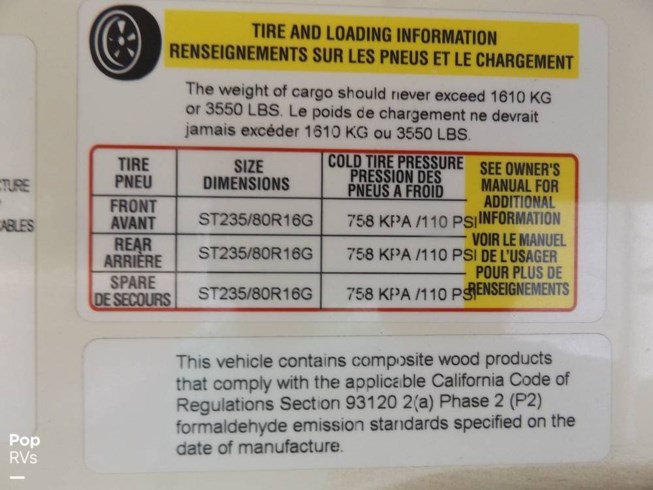 TIRE AND LOADING INFORMATION
RENSEIGNEMENTS SUR LES PNEUS ET LE CHARGEMENT
The weight of cargo should never exceed 1610 KG
or 3550 LBS. Le poids de chargement ne devrait
jamais excéder 1610 KG ou 3550 LBS.
TIRE
PNEU
SIZE
DIMENSIONS
COLD TIRE PRESSURE
PRESSION DES
PNEUS A FROID
SEE OWNER'S
MANUAL FOR
ADDITIONAL
INFORMATION
VOIR LE MANUEL
DE L'USAGER
POUR PLUS DE
RENSEIGNEMENTS
FRONT
AVANT
ST235/80R16G
758 KPA /110 PSI
REAR
ARRIÈRE
ST235/80R16G
758 KPA /110 PSI
SPARE
DE SECOURS
ST235/80R16G
758 KPA /110 PSI
This vehicle contains composite wood products
that comply with the applicable California Code of
Regulations Section 93120 2(a) Phase 2 (P2)
formaldehyde emission standards specified on the
date of manufacture.
CTURE
ABLES
Pop
RVs